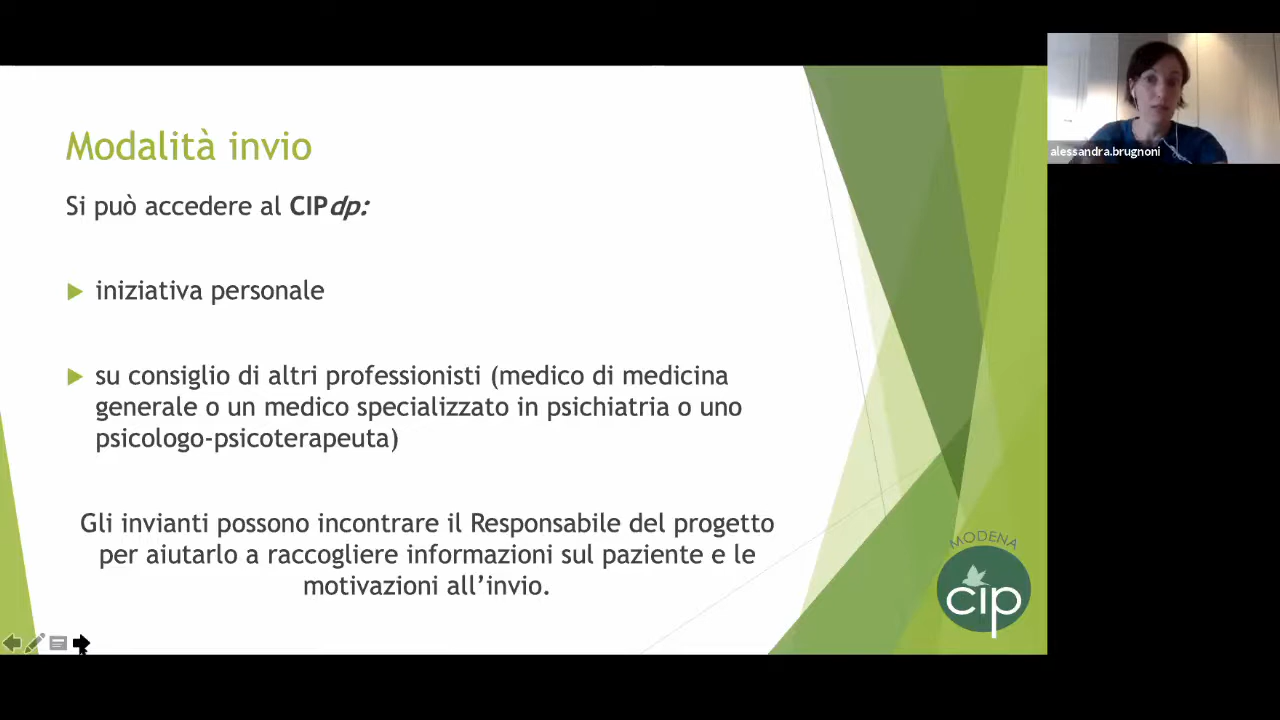 Modalità invio
Si può accedere al CIPdp:
iniziativa personale
su consiglio di altri professionisti (medico di medicina
generale o un medico specializzato in psichiatria o uno
psicologo-psicoterapeuta)
Gli invianti possono incontrare il Responsabile del progetto
per aiutarlo a raccogliere informazioni sul paziente e le
motivazioni all’invio.
MODENA
cip
alessandra.brugnoni